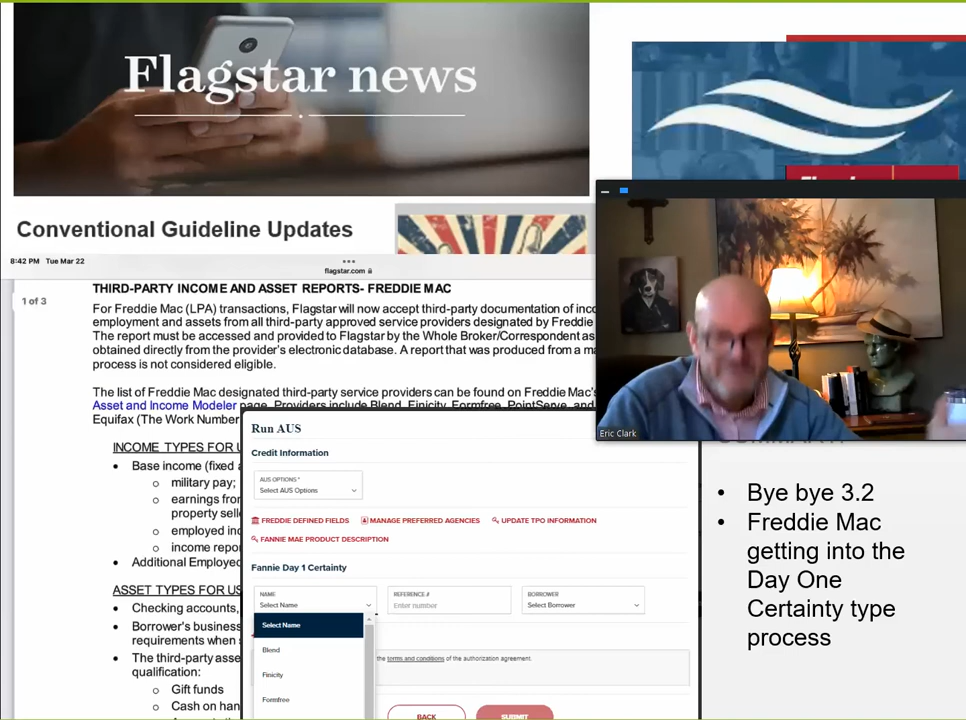 Flagstar news
Conventional Guideline Updates
8:42 PM Tue Mar 22
flagstar.com
1 of 3
THIRD-PARTY INCOME AND ASSET REPORTS- FREDDIE MAC
For Freddie Mac (LPA) transactions, Flagstar will now accept third-party documentation of
employment and assets from all third-party approved service providers designated by Freddie
The report must be accessed and provided to Flagstar by the Whole Broker/Correspondent as
obtained directly from the provider's electronic database. A report that was produced from a
process is not considered eligible.
The list of Freddie Mac designated third-party service providers can be found on Freddie Mac's
Asset and Income Modeler page. Providers include Blend, Finicity, Formfree, PointServe, and
Equifax (The Work Number
INCOME TYPES FOR
• Base income (fixed
○ military pay;
○ earnings from
property
○ employed
○ income
• Additional
ASSET TYPES FOR
• Checking accounts,
• Borrower's business
requirements when
• The third-party
qualification:
○ Gift funds
○ Cash on
Run AUS
Credit Information
AUS OPTIONS *
Select AUS Options
FREDDIE DEFINED FIELDS MANAGE PREFERRED AGENCIES UPDATE TPO INFORMATION
FANNIE MAE PRODUCT DESCRIPTION
Fannie Day 1 Certainty
NAME REFERENCE # BORROWER
Select Name Enter number Select Borrower
Select Name
Blend
Finicity
Formfree
the terms and conditions of the authorization agreement.
BACK SUBMIT
Eric Clark
• Bye bye 3.2
• Freddie Mac
getting into the
Day One
Certainty type
process